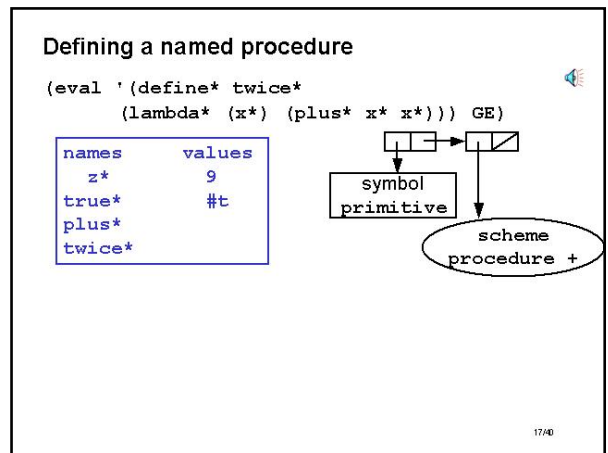 Defining a named procedure
(eval '(define* twice*
(lambda* (x*) (plus* x* x*))) GE)
names values
z* 9
true* #t
plus*
twice*
symbol
primitive
scheme
procedure +
17/40